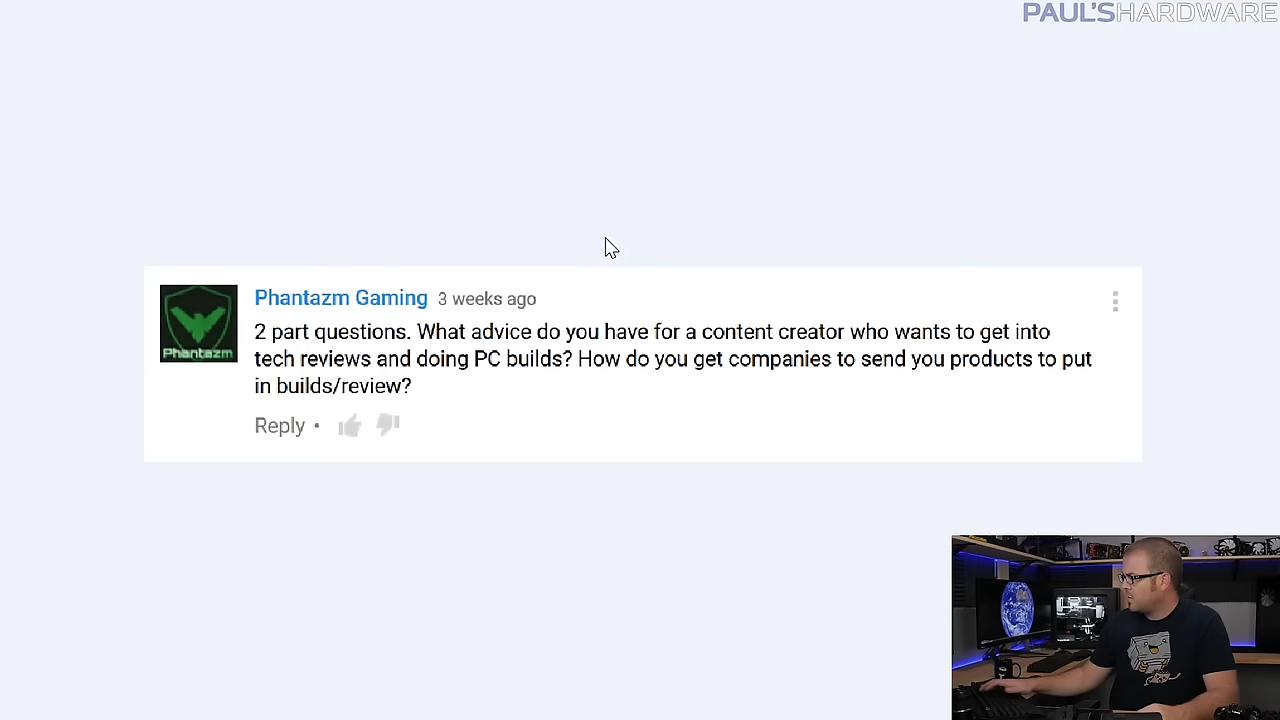 PAUL'SHARDWARE
Phantazm Gaming 3 weeks ago
2 part questions. What advice do you have for a content creator who wants to get into
tech reviews and doing PC builds? How do you get companies to send you products to put
in builds/review?
Phantazm
Reply •